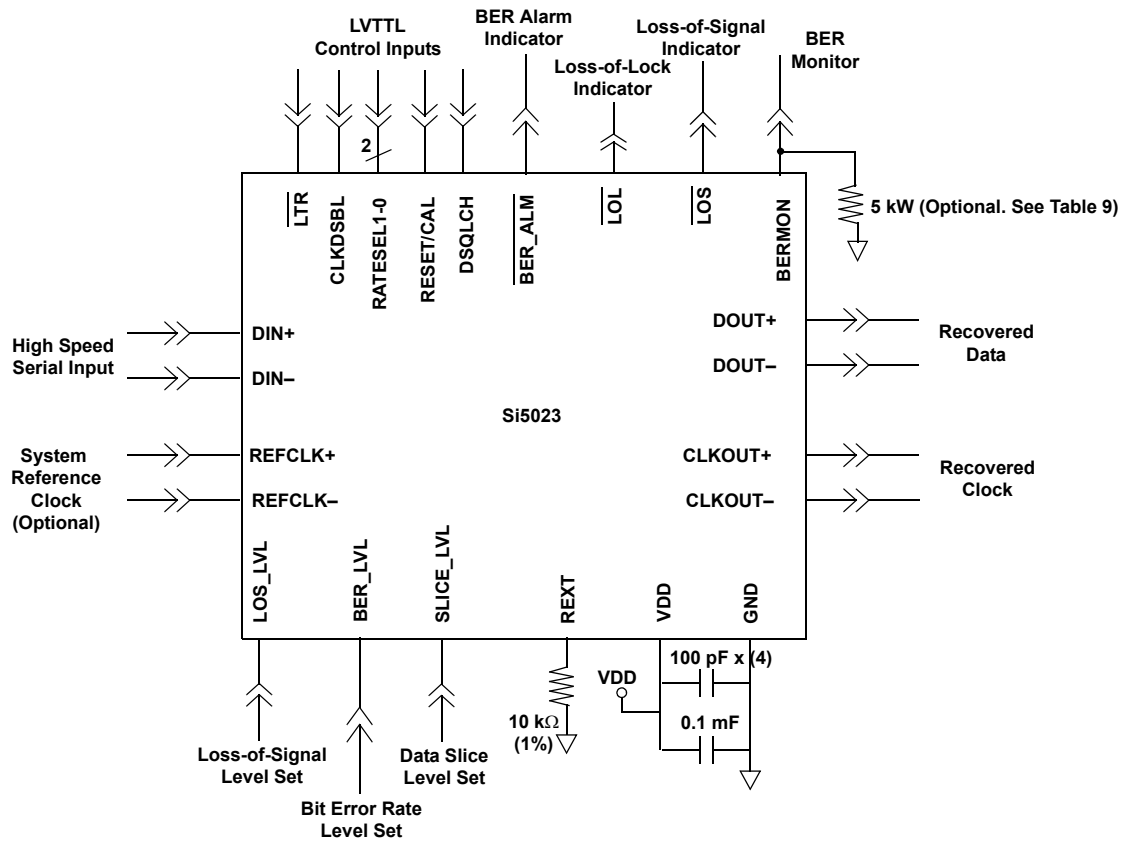 LVTTL
Control Inputs
BER Alarm
Indicator
Loss-of-Lock
Indicator
Loss-of-Signal
Indicator
BER
Monitor
2
LTR
CLKDSBL
RATESEL1-0
RESET/CAL
DSQLCH
BER_ALM
LOL
LOS
BERMON
5 kW (Optional. See Table 9)
High Speed
Serial Input
DIN+
DIN–
DOUT+
DOUT–
Recovered
Data
Si5023
System
Reference
Clock
(Optional)
REFCLK+
REFCLK–
CLKOUT+
CLKOUT–
Recovered
Clock
LOS_LVL
BER_LVL
SLICE_LVL
REXT
VDD
GND
100 pF x (4)
VDD
0.1 mF
10 kΩ
(1%)
Loss-of-Signal
Level Set
Data Slice
Level Set
Bit Error Rate
Level Set